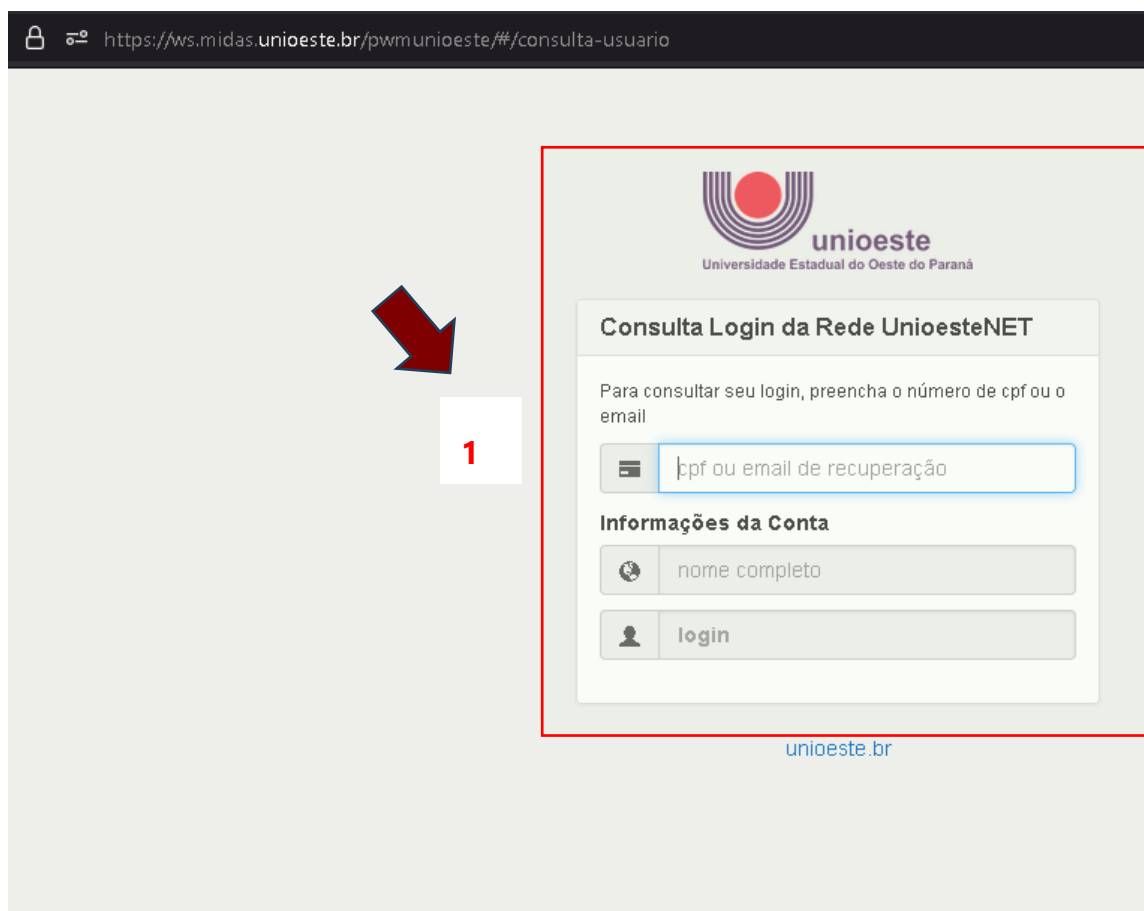 https://ws.midas.unioeste.br/pwmunioeste/#/consulta-usuario
unioeste
Universidade Estadual do Oeste do Paraná
Consulta Login da Rede UnioesteNET
Para consultar seu login, preencha o número de cpf ou o
email
1
cpf ou email de recuperação
Informações da Conta
nome completo
login
unioeste.br